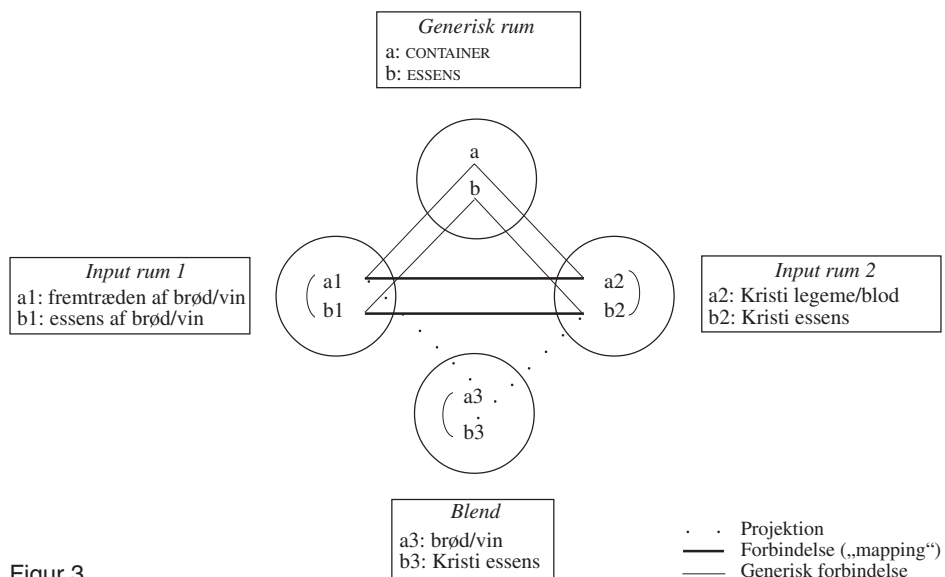 Generisk rum
a: CONTAINER
b: ESSENS
a
b
Input rum 1
a1: fremtræden af brød/vin
b1: essens af brød/vin
a1
b1
a2
b2
Input rum 2
a2: Kristi legeme/blod
b2: Kristi essens
a3
b3
Blend
a3: brød/vin
b3: Kristi essens
Projektion
Forbindelse („mapping“)
Generisk forbindelse
Figur 3